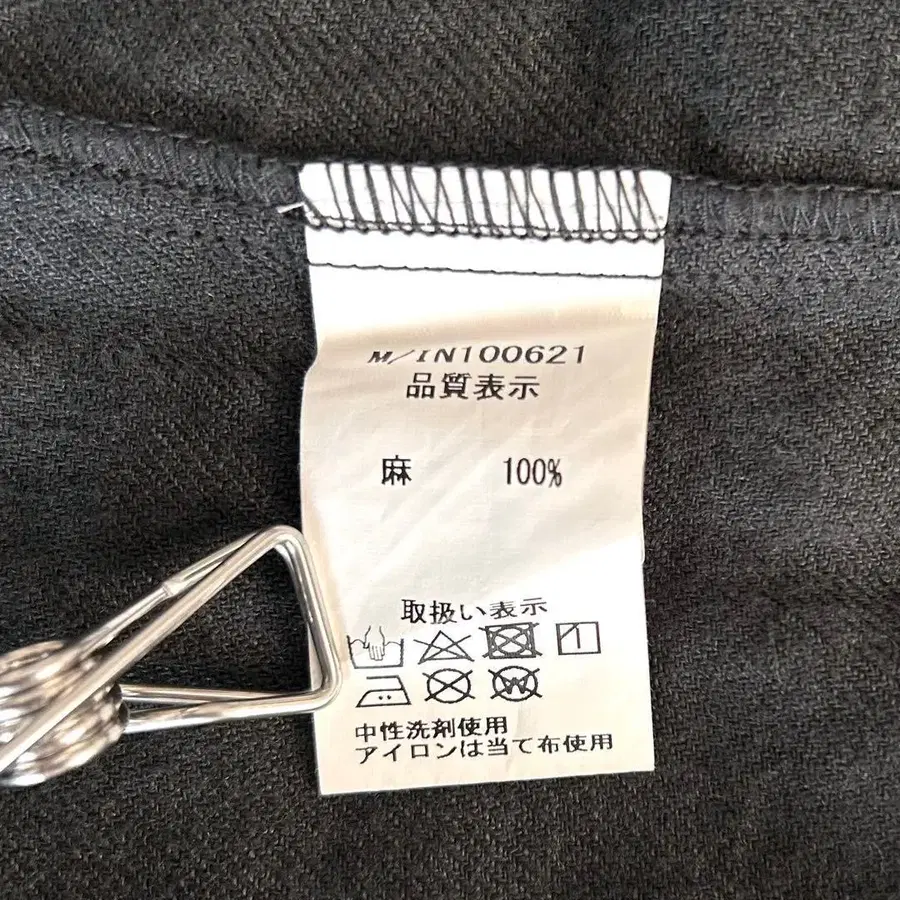 M/IN100621
品質表示
麻 100%
取扱い表示
中性洗剤使用
アイロンは当て布使用